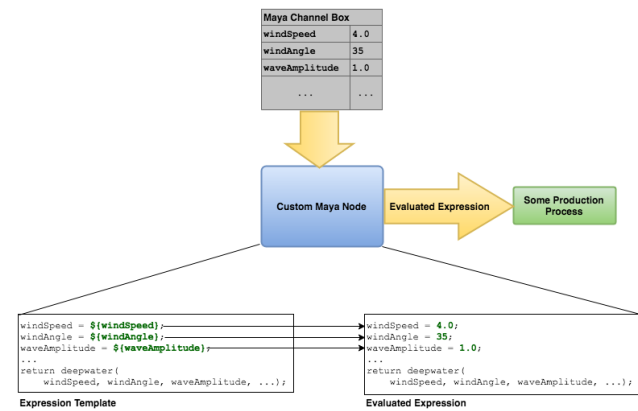 Maya Channel Box
windSpeed 4.0
windAngle 35
waveAmplitude 1.0
... ...
Custom Maya Node
Evaluated Expression
Some Production
Process
windSpeed = ${windSpeed};
windAngle = ${windAngle};
waveAmplitude = ${waveAmplitude};
...
return deepwater(
windSpeed, windAngle, waveAmplitude, ...);
Expression Template
windSpeed = 4.0;
windAngle = 35;
waveAmplitude = 1.0;
...
return deepwater(
windSpeed, windAngle, waveAmplitude, ...);
Evaluated Expression